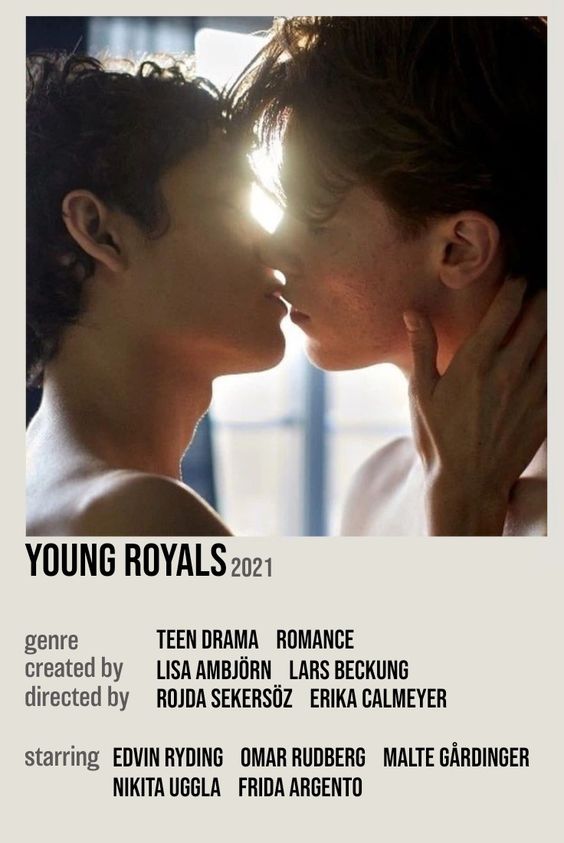 YOUNG ROYALS 2021
genre TEEN DRAMA ROMANCE
created by LISA AMBJÖRN LARS BECKUNG
directed by ROJDA SEKERSÖZ ERIKA CALMEYER
starring EDVIN RYDING OMAR RUDBERG MALTE GÅRDINGER
NIKITA UGGLA FRIDA ARGENTO